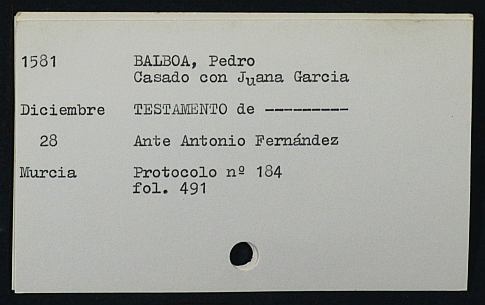 1581 BALBOA, Pedro
Casado con Juana Garcia
Diciembre TESTAMENTO de ---------
28 Ante Antonio Fernández
Murcia Protocolo nº 184
fol. 491